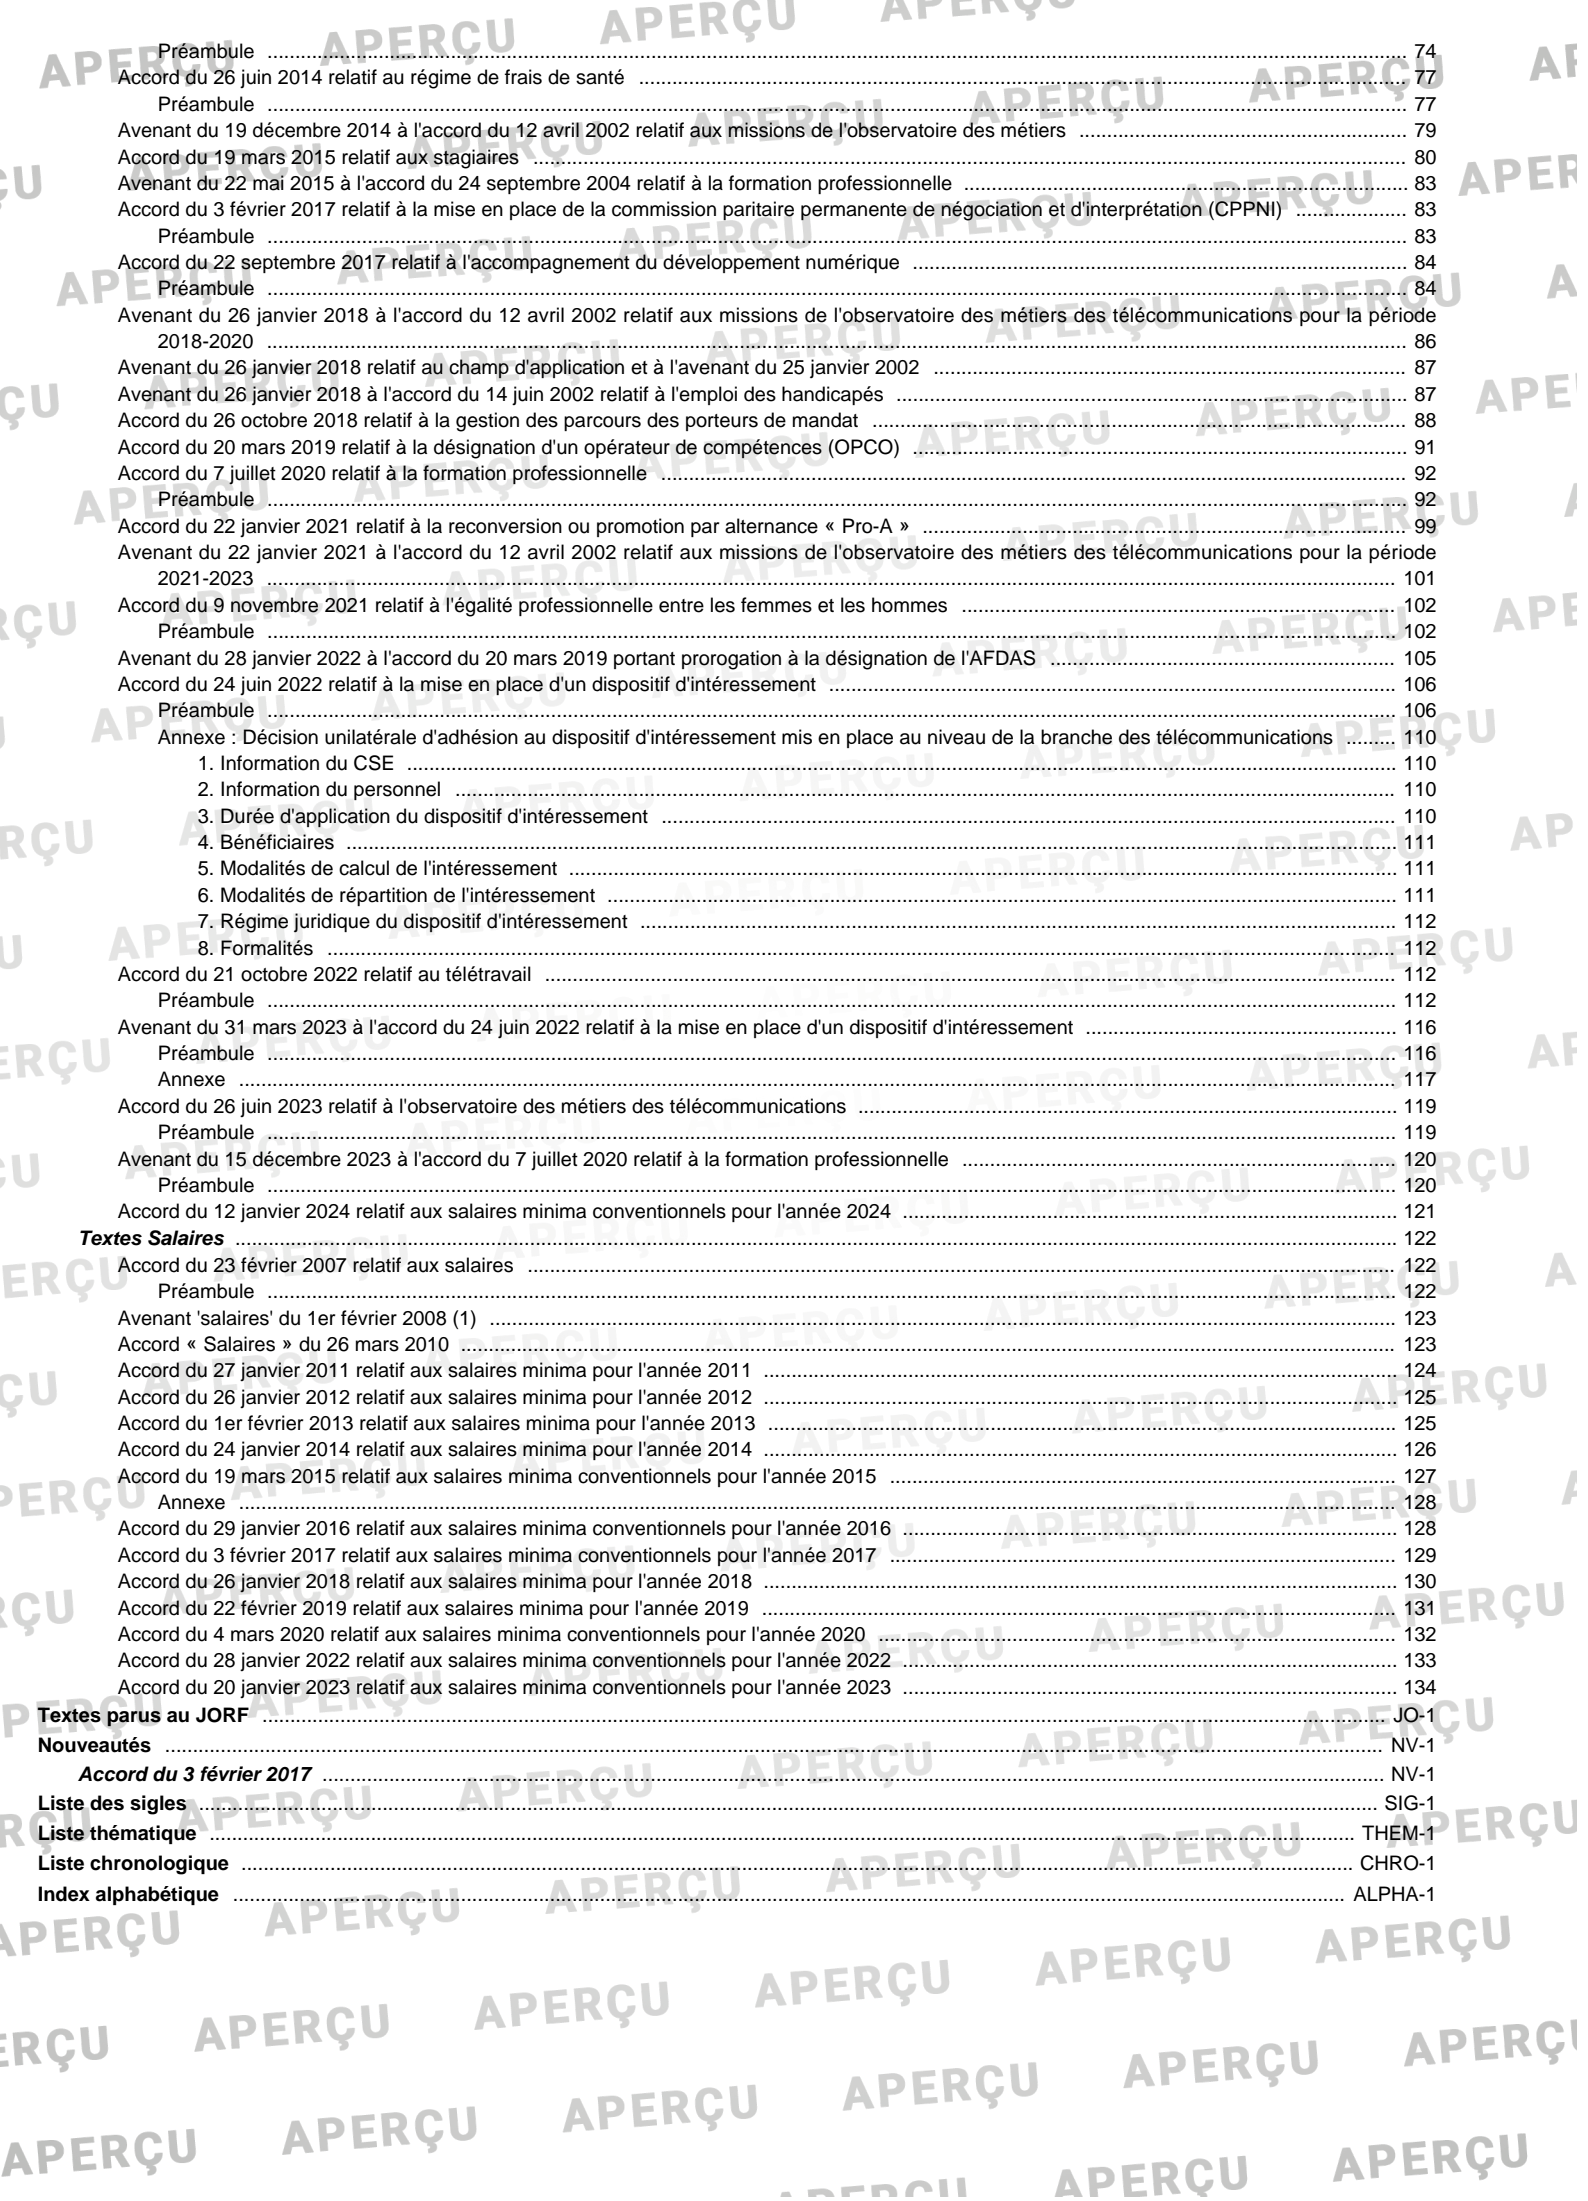 Préambule ........ 74
Accord du 26 juin 2014 relatif au régime de frais de santé ........ 77
Préambule ........ 77
Avenant du 19 décembre 2014 à l'accord du 12 avril 2002 relatif aux missions de l'observatoire des métiers ........ 79
Accord du 19 mars 2015 relatif aux stagiaires ........ 80
Avenant du 22 mai 2015 à l'accord du 24 septembre 2004 relatif à la formation professionnelle ........ 83
Accord du 3 février 2017 relatif à la mise en place de la commission paritaire permanente de négociation et d'interprétation (CPPNI) ........ 83
Préambule ........ 83
Accord du 22 septembre 2017 relatif à l'accompagnement du développement numérique ........ 84
Préambule ........ 84
Avenant du 26 janvier 2018 à l'accord du 12 avril 2002 relatif aux missions de l'observatoire des métiers des télécommunications pour la période
2018-2020 ........ 86
Avenant du 26 janvier 2018 relatif au champ d'application et à l'avenant du 25 janvier 2002 ........ 87
Avenant du 26 janvier 2018 à l'accord du 14 juin 2002 relatif à l'emploi des handicapés ........ 87
Accord du 26 octobre 2018 relatif à la gestion des parcours des porteurs de mandat ........ 88
Accord du 20 mars 2019 relatif à la désignation d'un opérateur de compétences (OPCO) ........ 91
Accord du 7 juillet 2020 relatif à la formation professionnelle ........ 92
Préambule ........ 92
Accord du 22 janvier 2021 relatif à la reconversion ou promotion par alternance « Pro-A » ........ 99
Avenant du 22 janvier 2021 à l'accord du 12 avril 2002 relatif aux missions de l'observatoire des métiers des télécommunications pour la période
2021-2023 ........ 101
Accord du 9 novembre 2021 relatif à l'égalité professionnelle entre les femmes et les hommes ........ 102
Préambule ........ 102
Avenant du 28 janvier 2022 à l'accord du 20 mars 2019 portant prorogation à la désignation de l'AFDAS ........ 105
Accord du 24 juin 2022 relatif à la mise en place d'un dispositif d'intéressement ........ 106
Préambule ........ 106
Annexe : Décision unilatérale d'adhésion au dispositif d'intéressement mis en place au niveau de la branche des télécommunications ........ 110
1. Information du CSE ........ 110
2. Information du personnel ........ 110
3. Durée d'application du dispositif d'intéressement ........ 110
4. Bénéficiaires ........ 111
5. Modalités de calcul de l'intéressement ........ 111
6. Modalités de répartition de l'intéressement ........ 111
7. Régime juridique du dispositif d'intéressement ........ 112
8. Formalités ........ 112
Accord du 21 octobre 2022 relatif au télétravail ........ 112
Préambule ........ 112
Avenant du 31 mars 2023 à l'accord du 24 juin 2022 relatif à la mise en place d'un dispositif d'intéressement ........ 116
Préambule ........ 116
Annexe ........ 117
Accord du 26 juin 2023 relatif à l'observatoire des métiers des télécommunications ........ 119
Préambule ........ 119
Avenant du 15 décembre 2023 à l'accord du 7 juillet 2020 relatif à la formation professionnelle ........ 120
Préambule ........ 120
Accord du 12 janvier 2024 relatif aux salaires minima conventionnels pour l'année 2024 ........ 121
Textes Salaires ........ 122
Accord du 23 février 2007 relatif aux salaires ........ 122
Préambule ........ 122
Avenant 'salaires' du 1er février 2008 (1) ........ 123
Accord « Salaires » du 26 mars 2010 ........ 123
Accord du 27 janvier 2011 relatif aux salaires minima pour l'année 2011 ........ 124
Accord du 26 janvier 2012 relatif aux salaires minima pour l'année 2012 ........ 125
Accord du 1er février 2013 relatif aux salaires minima pour l'année 2013 ........ 125
Accord du 24 janvier 2014 relatif aux salaires minima pour l'année 2014 ........ 126
Accord du 19 mars 2015 relatif aux salaires minima conventionnels pour l'année 2015 ........ 127
Annexe ........ 128
Accord du 29 janvier 2016 relatif aux salaires minima conventionnels pour l'année 2016 ........ 128
Accord du 3 février 2017 relatif aux salaires minima conventionnels pour l'année 2017 ........ 129
Accord du 26 janvier 2018 relatif aux salaires minima pour l'année 2018 ........ 130
Accord du 22 février 2019 relatif aux salaires minima pour l'année 2019 ........ 131
Accord du 4 mars 2020 relatif aux salaires minima conventionnels pour l'année 2020 ........ 132
Accord du 28 janvier 2022 relatif aux salaires minima conventionnels pour l'année 2022 ........ 133
Accord du 20 janvier 2023 relatif aux salaires minima conventionnels pour l'année 2023 ........ 134
Textes parus au JORF ........ JO-1
Nouveautés ........ NV-1
Accord du 3 février 2017 ........ NV-1
Liste des sigles ........ SIG-1
Liste thématique ........ THEM-1
Liste chronologique ........ CHRO-1
Index alphabétique ........ ALPHA-1
APERÇU